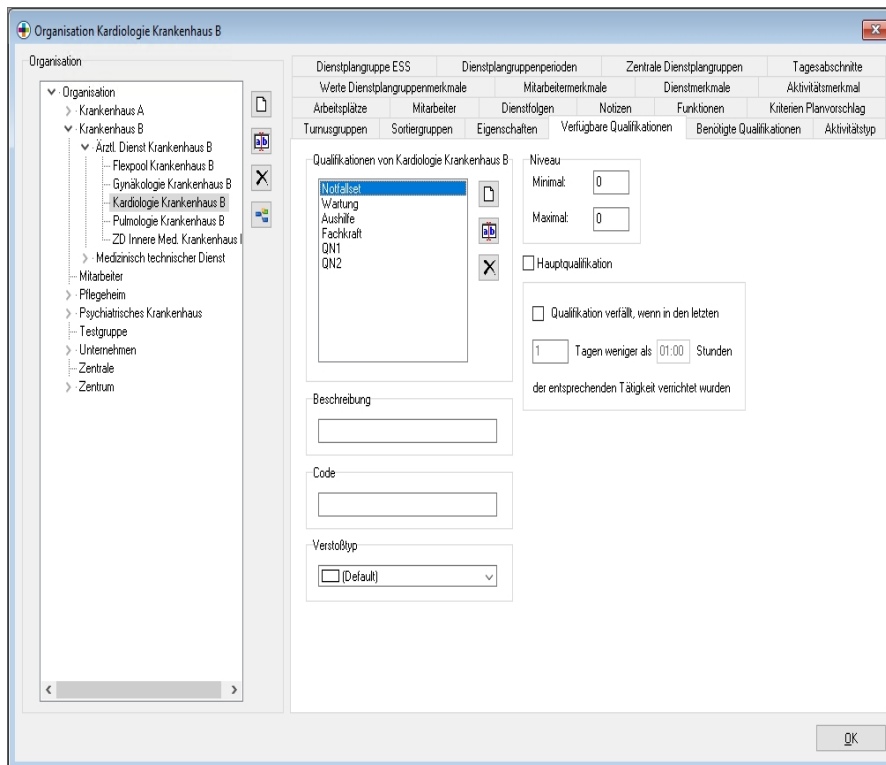 Organisation Kardiologie Krankenhaus B
Organisation
Organisation
Krankenhaus A
Krankenhaus B
Ärztl. Dienst Krankenhaus B
Flexpool Krankenhaus B
Gynäkologie Krankenhaus B
Kardiologie Krankenhaus B
Pulmologie Krankenhaus B
ZD Innere Med. Krankenhaus
Medizinisch technischer Dienst
Mitarbeiter
Pflegeheim
Psychiatrisches Krankenhaus
Testgruppe
Unternehmen
Zentrale
Zentrum
ab
Dienstplangruppe ESS Dienstplangruppenperioden Zentrale Dienstplangruppen Tagesabschnitte
Werte Dienstplangruppenmerkmale Mitarbeitermerkmale Dienstmerkmale Aktivitätsmerkmal
Arbeitsplätze Mitarbeiter Dienstfolgen Notizen Funktionen Kriterien Planvorschlag
Turnusgruppen Sortiergruppen Eigenschaften Verfügbare Qualifikationen Benötigte Qualifikationen Aktivitätstyp
Qualifikationen von Kardiologie Krankenhaus B
Notfallset
Wartung
Aushilfe
Fachkraft
QN1
QN2
ab
Niveau
Minimal: 0
Maximal: 0
Hauptqualifikation
Qualifikation verfällt, wenn in den letzten
1 Tagen weniger als 01:00 Stunden
der entsprechenden Tätigkeit verrichtet wurden
Beschreibung
Code
Verstoßtyp
(Default)
OK